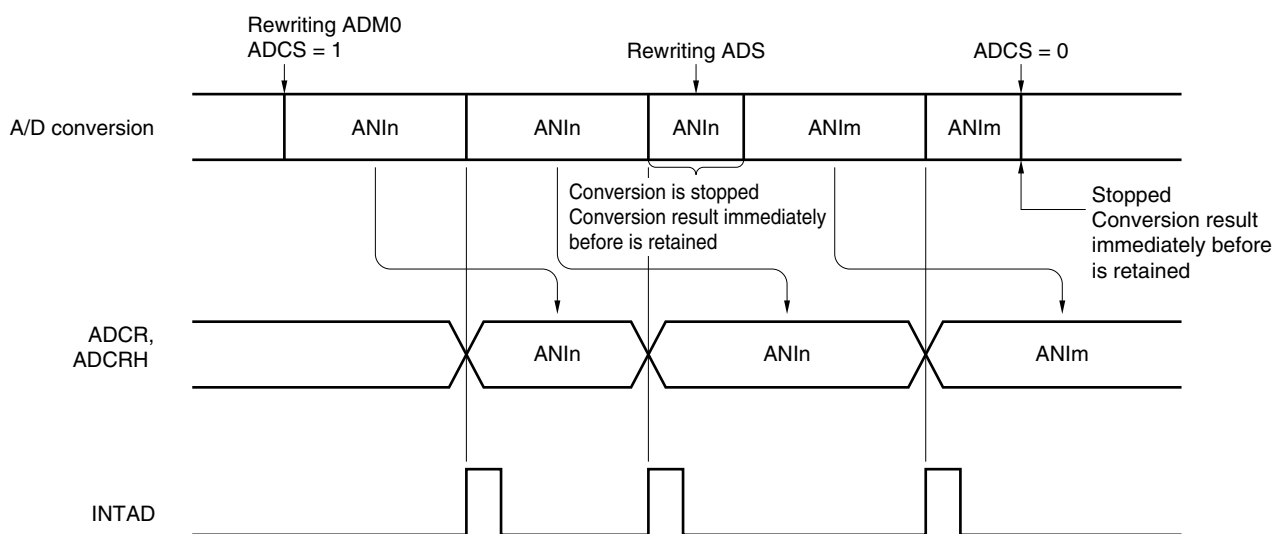 Rewriting ADM0
ADCS = 1
Rewriting ADS
ADCS = 0
A/D conversion
ANIn
ANIn
ANIn
ANIm
ANIm
Conversion is stopped
Conversion result immediately
before is retained
Stopped
Conversion result
immediately before
is retained
ADCR,
ADCRH
ANIn
ANIn
ANIm
INTAD